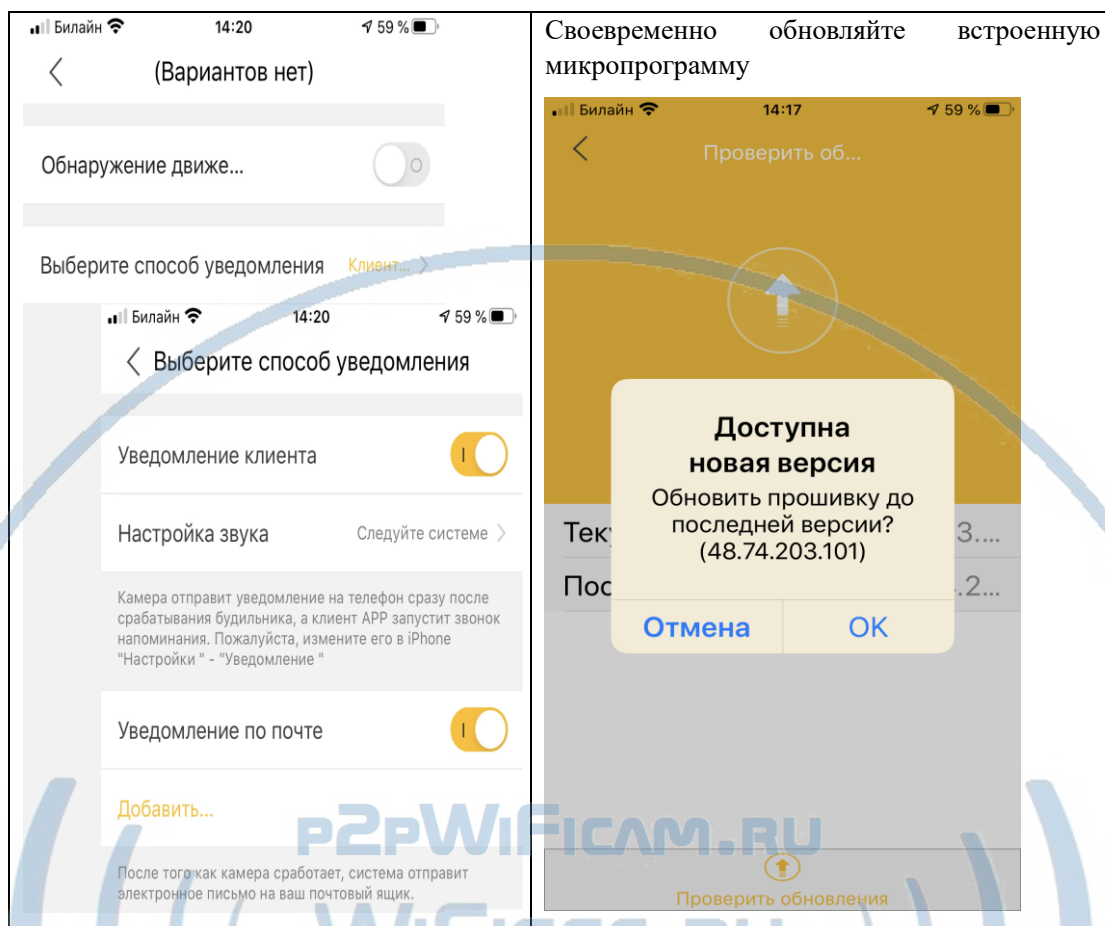 Билайн 14:20 59 %
(Вариантов нет)
Обнаружение движе...
Выберите способ уведомления Клиент...
Билайн 14:20 59 %
Выберите способ уведомления
Уведомление клиента
Настройка звука Следуйте системе
Камера отправит уведомление на телефон сразу после
срабатывания будильника, а клиент APP запустит звонок
напоминания. Пожалуйста, измените его в iPhone
"Настройки " - "Уведомление "
Уведомление по почте
Добавить...
После того как камера сработает, система отправит
электронное письмо на ваш почтовый ящик.
Своевременно обновляйте встроенную
микропрограмму
Билайн 14:17 59 %
Проверить об...
Доступна
новая версия
Обновить прошивку до
последней версии?
(48.74.203.101)
Тек 3....
Пос .2...
Отмена OK
Проверить обновления
P2PWIFICAM.RU